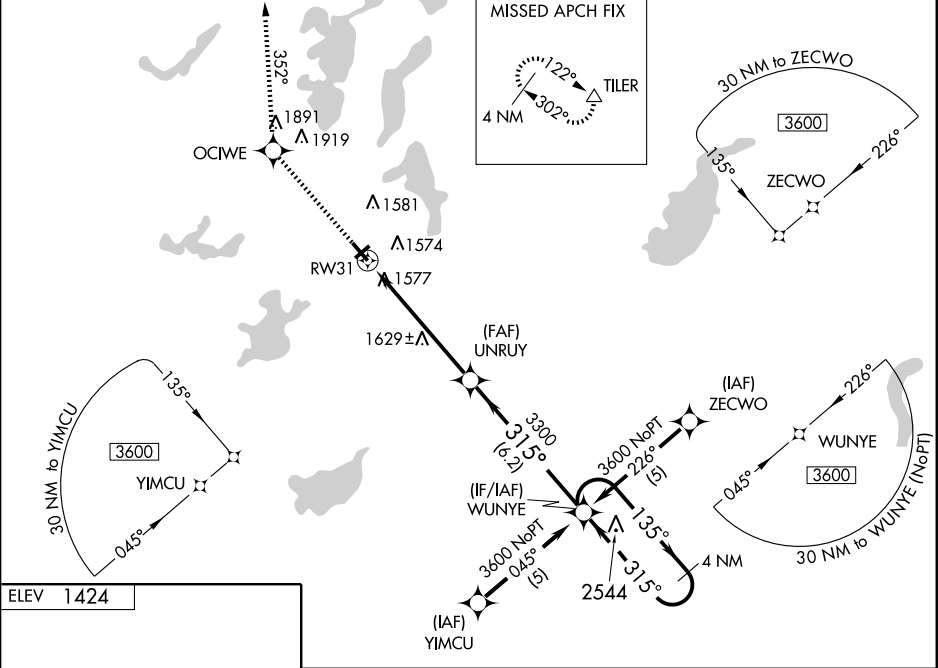 MISSED APCH FIX
122°
TILER
302°
4 NM
352°
1891
1919
OCIWE
1581
1574
RW31
1577
1629±
(FAF)
UNRUY
3300
315°
(6.2)
(IF/IAF)
WUNYE
3600 NoPT
226°
(5)
(IAF)
ZECWO
3600 NoPT
045°
(5)
(IAF)
YIMCU
135°
315°
4 NM
2544
30 NM to ZECWO
3600
135°
226°
ZECWO
30 NM to YIMCU
135°
3600
YIMCU
045°
226°
WUNYE
045°
3600
30 NM to WUNYE (NoPT)
ELEV 1424